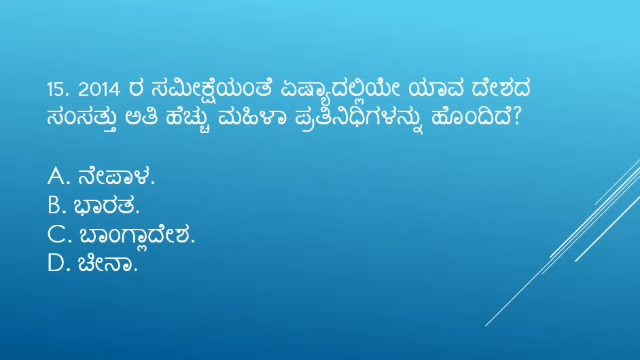 15. 2014 ರ ಸಮೀಕ್ಷೆಯಂತೆ ಏಷ್ಯಾದಲ್ಲಿಯೇ ಯಾವ ದೇಶದ
ಸಂಸತ್ತು ಅತಿ ಹೆಚ್ಚು ಮಹಿಳಾ ಪ್ರತಿನಿಧಿಗಳನ್ನು ಹೊಂದಿದೆ?
A. ನೇಪಾಳ.
B. ಭಾರತ.
C. ಬಾಂಗ್ಲಾದೇಶ.
D. ಚೀನಾ.